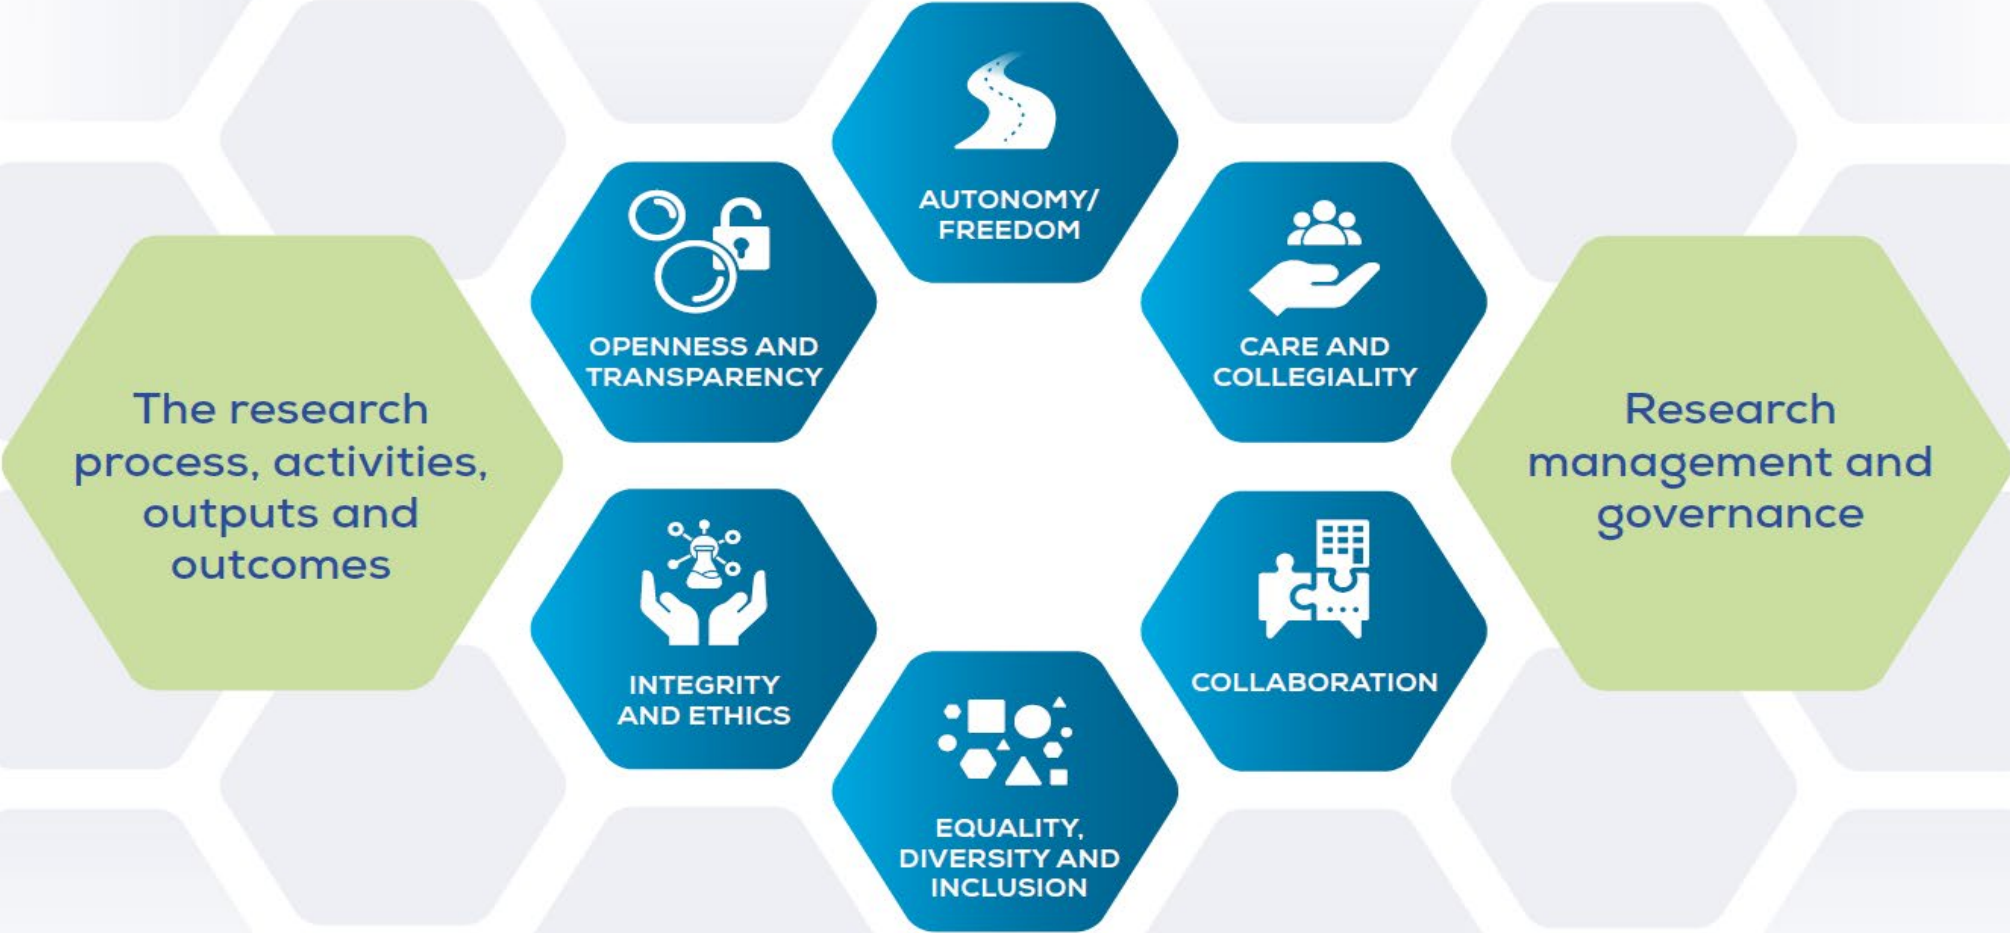 AUTONOMY/
FREEDOM
OPENNESS AND
TRANSPARENCY
CARE AND
COLLEGIALITY
The research
process, activities,
outputs and
outcomes
Research
management and
governance
INTEGRITY
AND ETHICS
COLLABORATION
EQUALITY,
DIVERSITY AND
INCLUSION